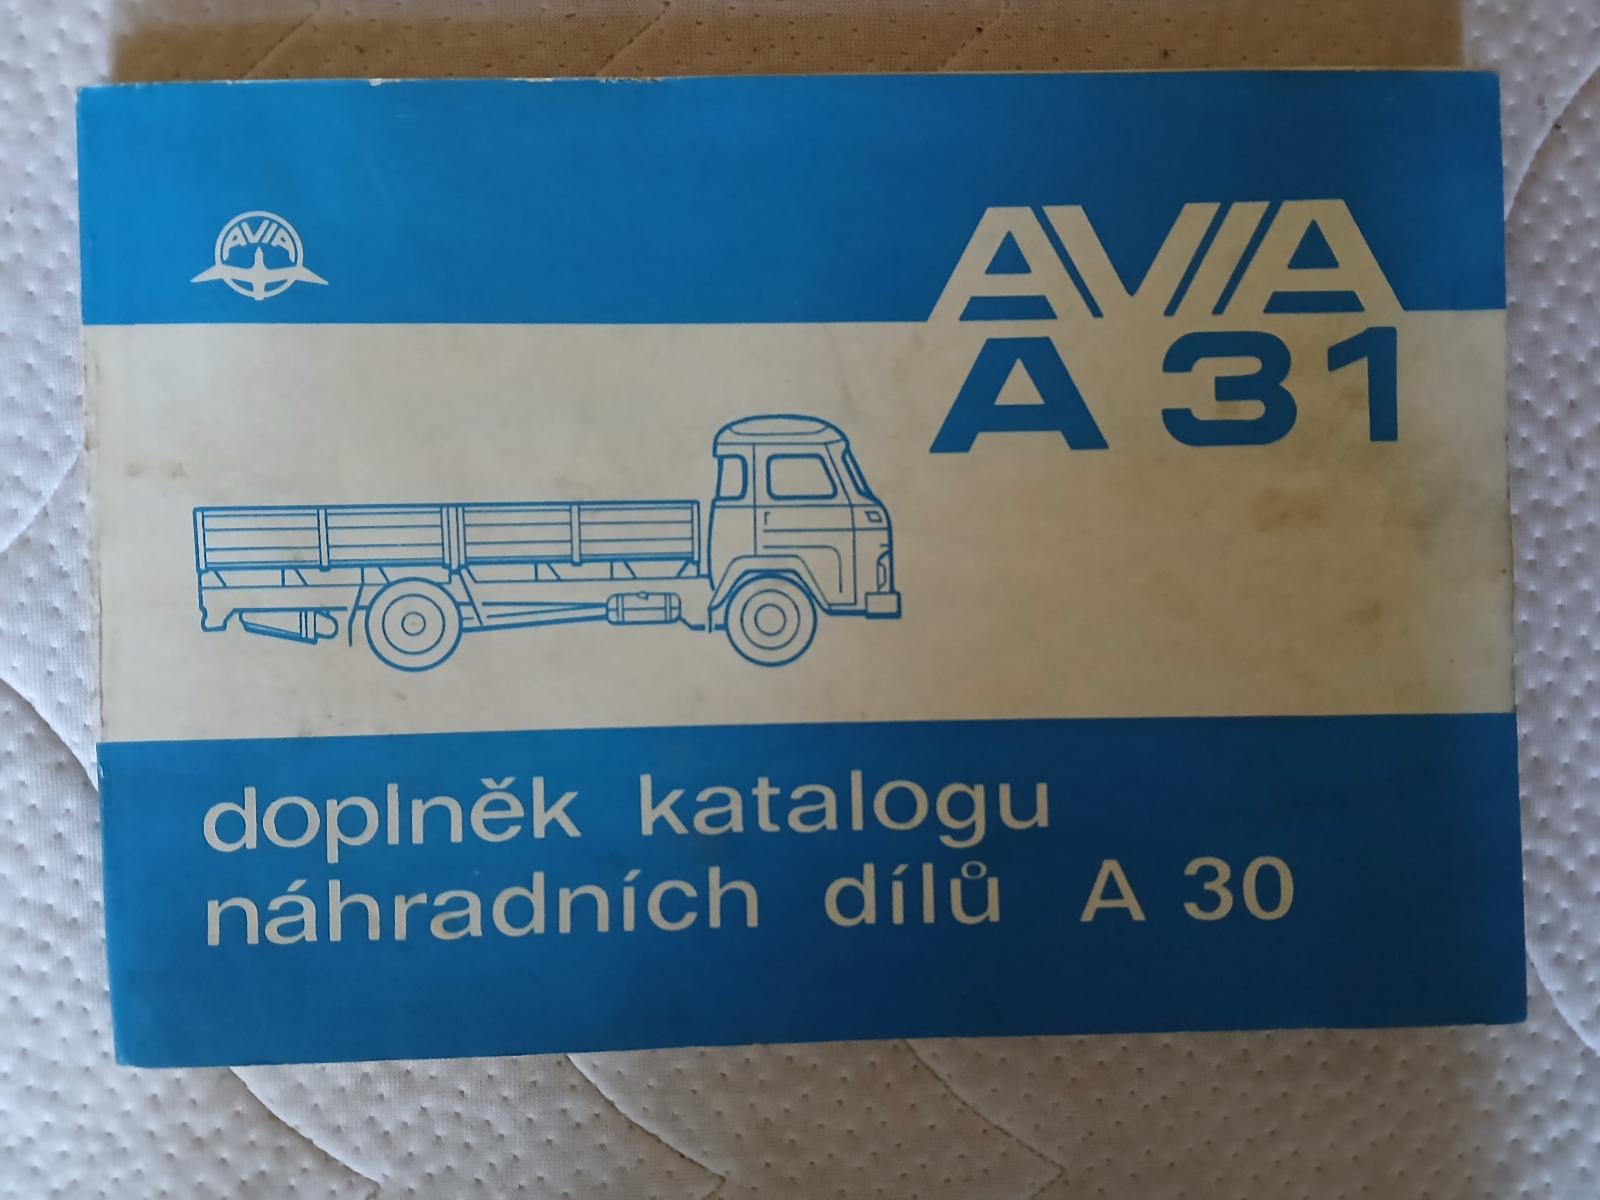 AVIA
AVIA
A 31
doplněk katalogu
náhradních dílů A 30